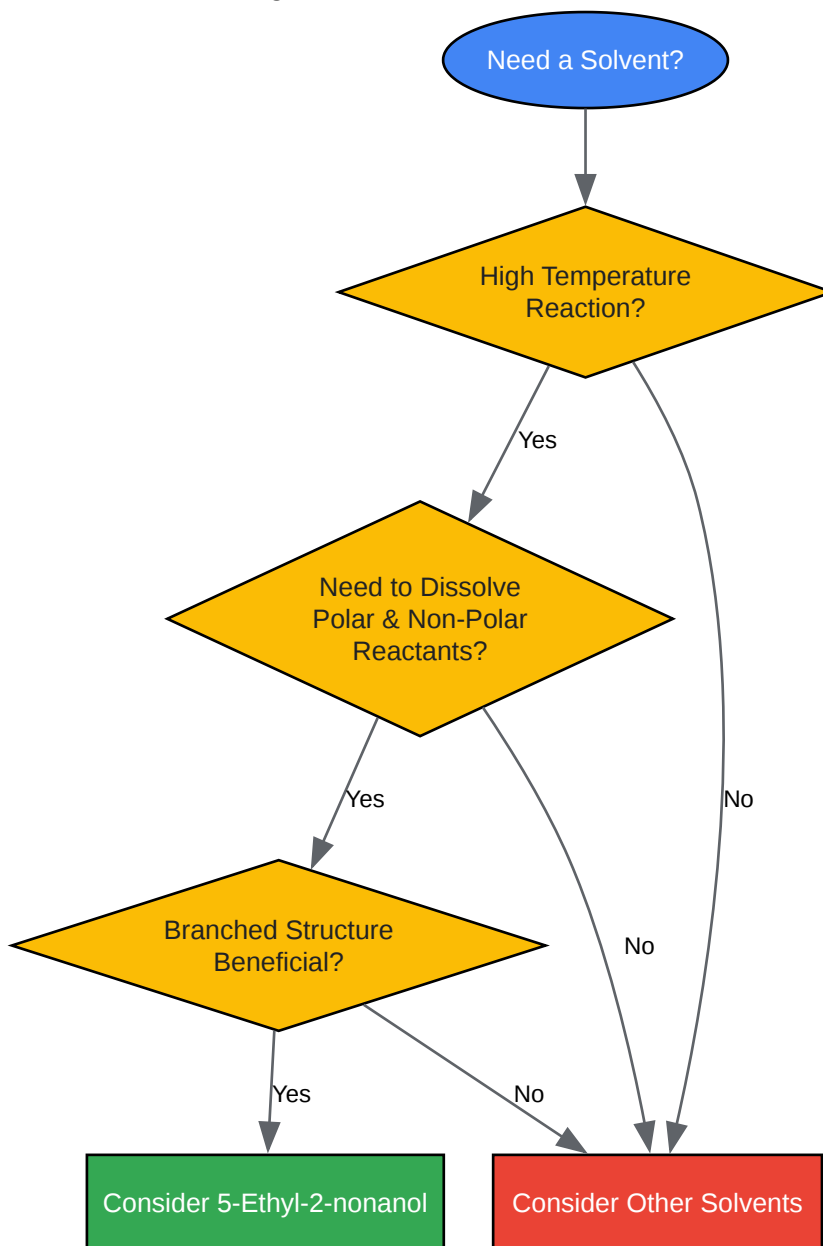 Need a Solvent?
High Temperature
Reaction?
Yes
Need to Dissolve
Polar & Non-Polar
Reactants?
Yes
No
Branched Structure
Beneficial?
No
Yes
No
Consider 5-Ethyl-2-nonanol
Consider Other Solvents